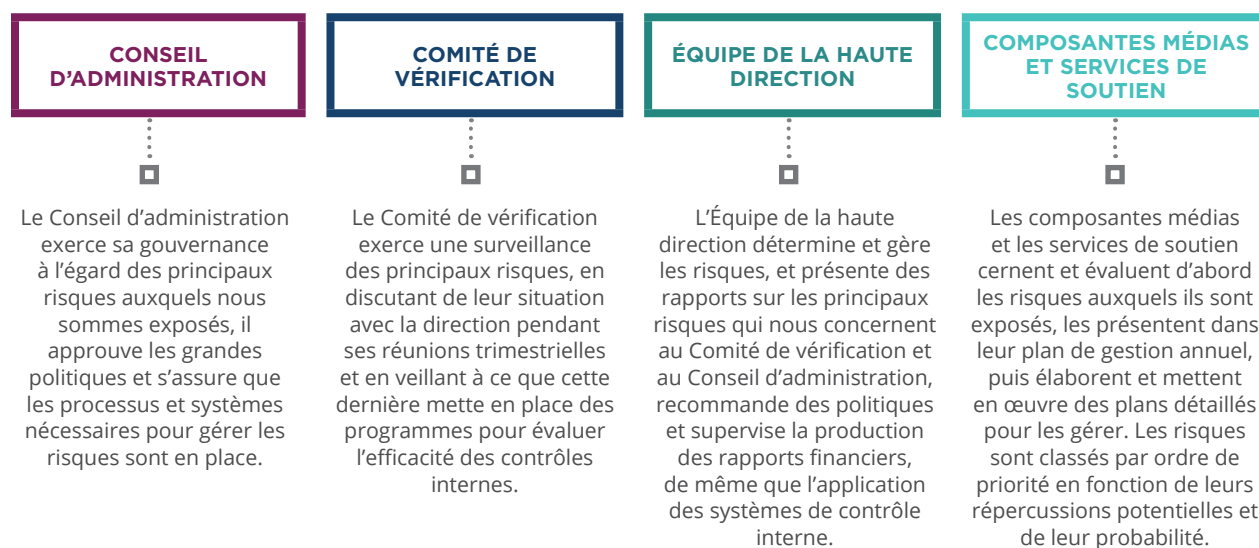 CONSEIL
D’ADMINISTRATION
Le Conseil d’administration
exerce sa gouvernance
à l’égard des principaux
risques auxquels nous
sommes exposés, il
approuve les grandes
politiques et s’assure que
les processus et systèmes
nécessaires pour gérer les
risques sont en place.
COMITÉ DE
VÉRIFICATION
Le Comité de vérification
exerce une surveillance
des principaux risques, en
discutant de leur situation
avec la direction pendant
ses réunions trimestrielles
et en veillant à ce que cette
dernière mette en place des
programmes pour évaluer
l’efficacité des contrôles
internes.
ÉQUIPE DE LA HAUTE
DIRECTION
L’Équipe de la haute
direction détermine et gère
les risques, et présente des
rapports sur les principaux
risques qui nous concernent
au Comité de vérification et
au Conseil d’administration,
recommande des politiques
et supervise la production
des rapports financiers,
de même que l’application
des systèmes de contrôle
interne.
COMPOSANTES MÉDIAS
ET SERVICES DE
SOUTIEN
Les composantes médias
et les services de soutien
cernent et évaluent d’abord
les risques auxquels ils sont
exposés, les présentent dans
leur plan de gestion annuel,
puis élaborent et mettent
en œuvre des plans détaillés
pour les gérer. Les risques
sont classés par ordre de
priorité en fonction de leurs
répercussions potentielles et
de leur probabilité.